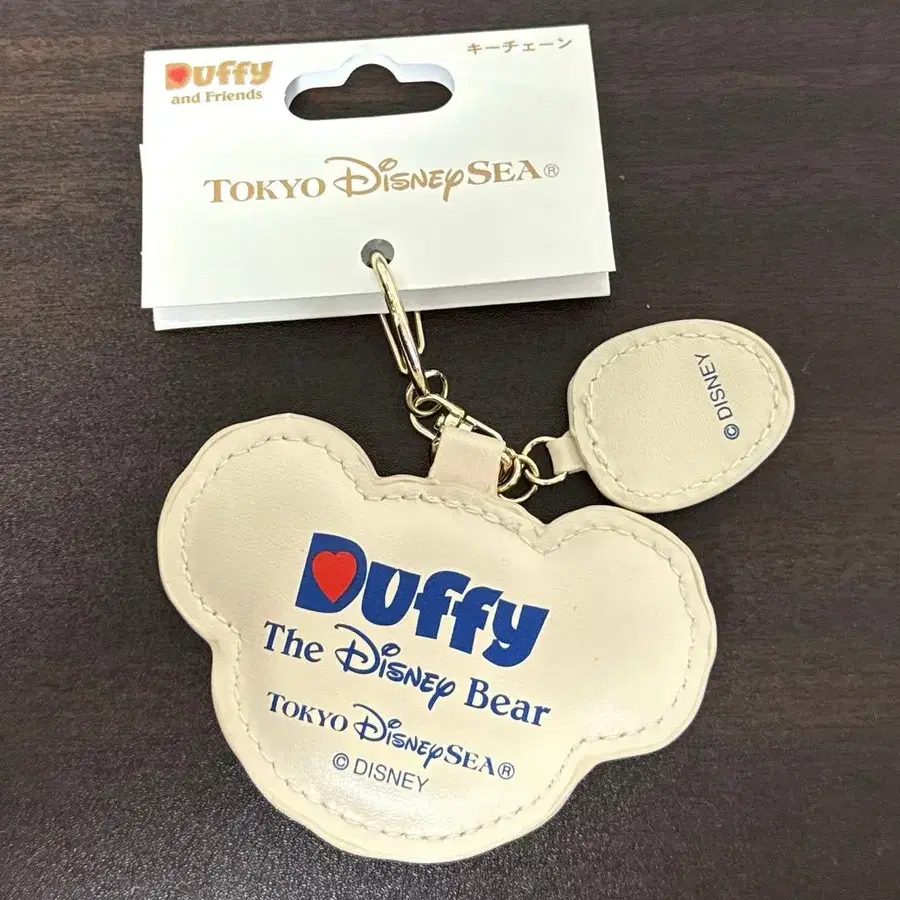 Duffy
and Friends
キーチェーン
TOKYO DISNEYSEA®
© DISNEY
Duffy
The DISNEY Bear
TOKYO DISNEYSEA®
© DISNEY